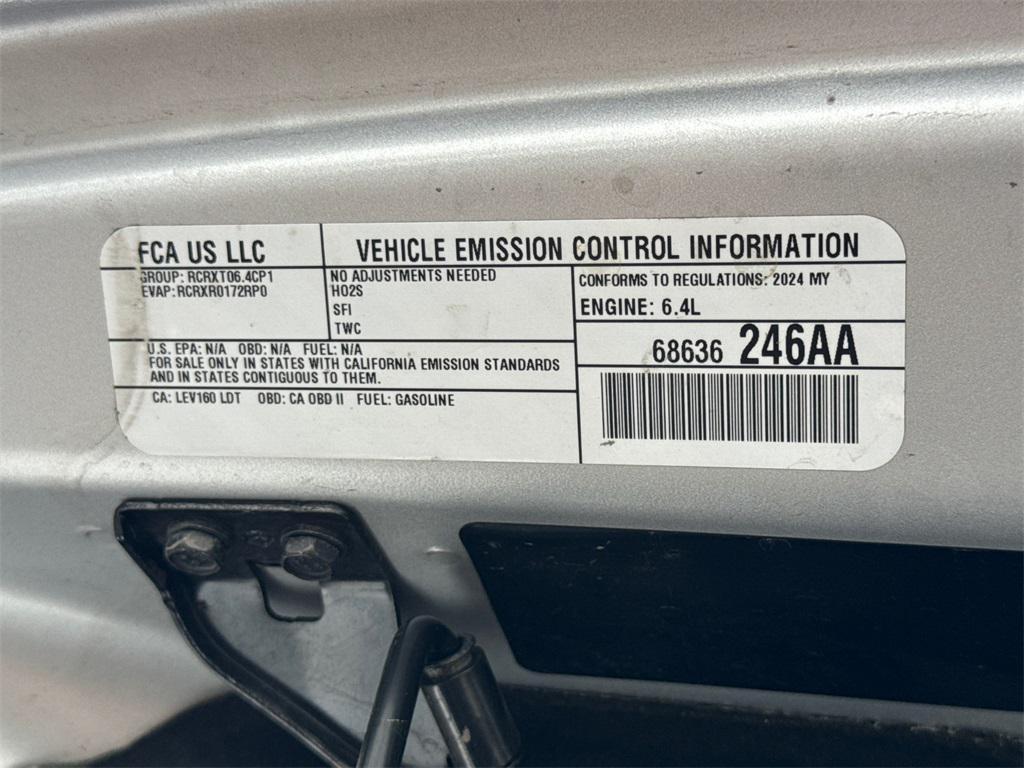 FCA US LLC
VEHICLE EMISSION CONTROL INFORMATION
GROUP: RCRXT06.4CP1
EVAP: RCRXR0172RP0
NO ADJUSTMENTS NEEDED
HO2S
SFI
TWC
CONFORMS TO REGULATIONS: 2024 MY
ENGINE: 6.4L
68636 246AA
U.S. EPA: N/A OBD: N/A FUEL: N/A
FOR SALE ONLY IN STATES WITH CALIFORNIA EMISSION STANDARDS
AND IN STATES CONTIGUOUS TO THEM.
CA: LEV160 LDT OBD: CA OBD II FUEL: GASOLINE